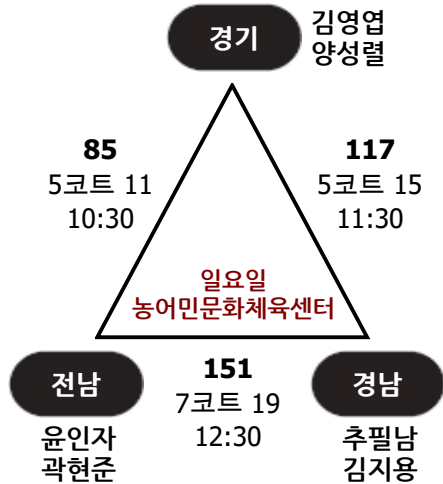 경기
김영엽
양성렬
85
5코트 11
10:30
117
5코트 15
11:30
일요일
농어민문화체육센터
전남
윤인자
곽현준
151
7코트 19
12:30
경남
추필남
김지용